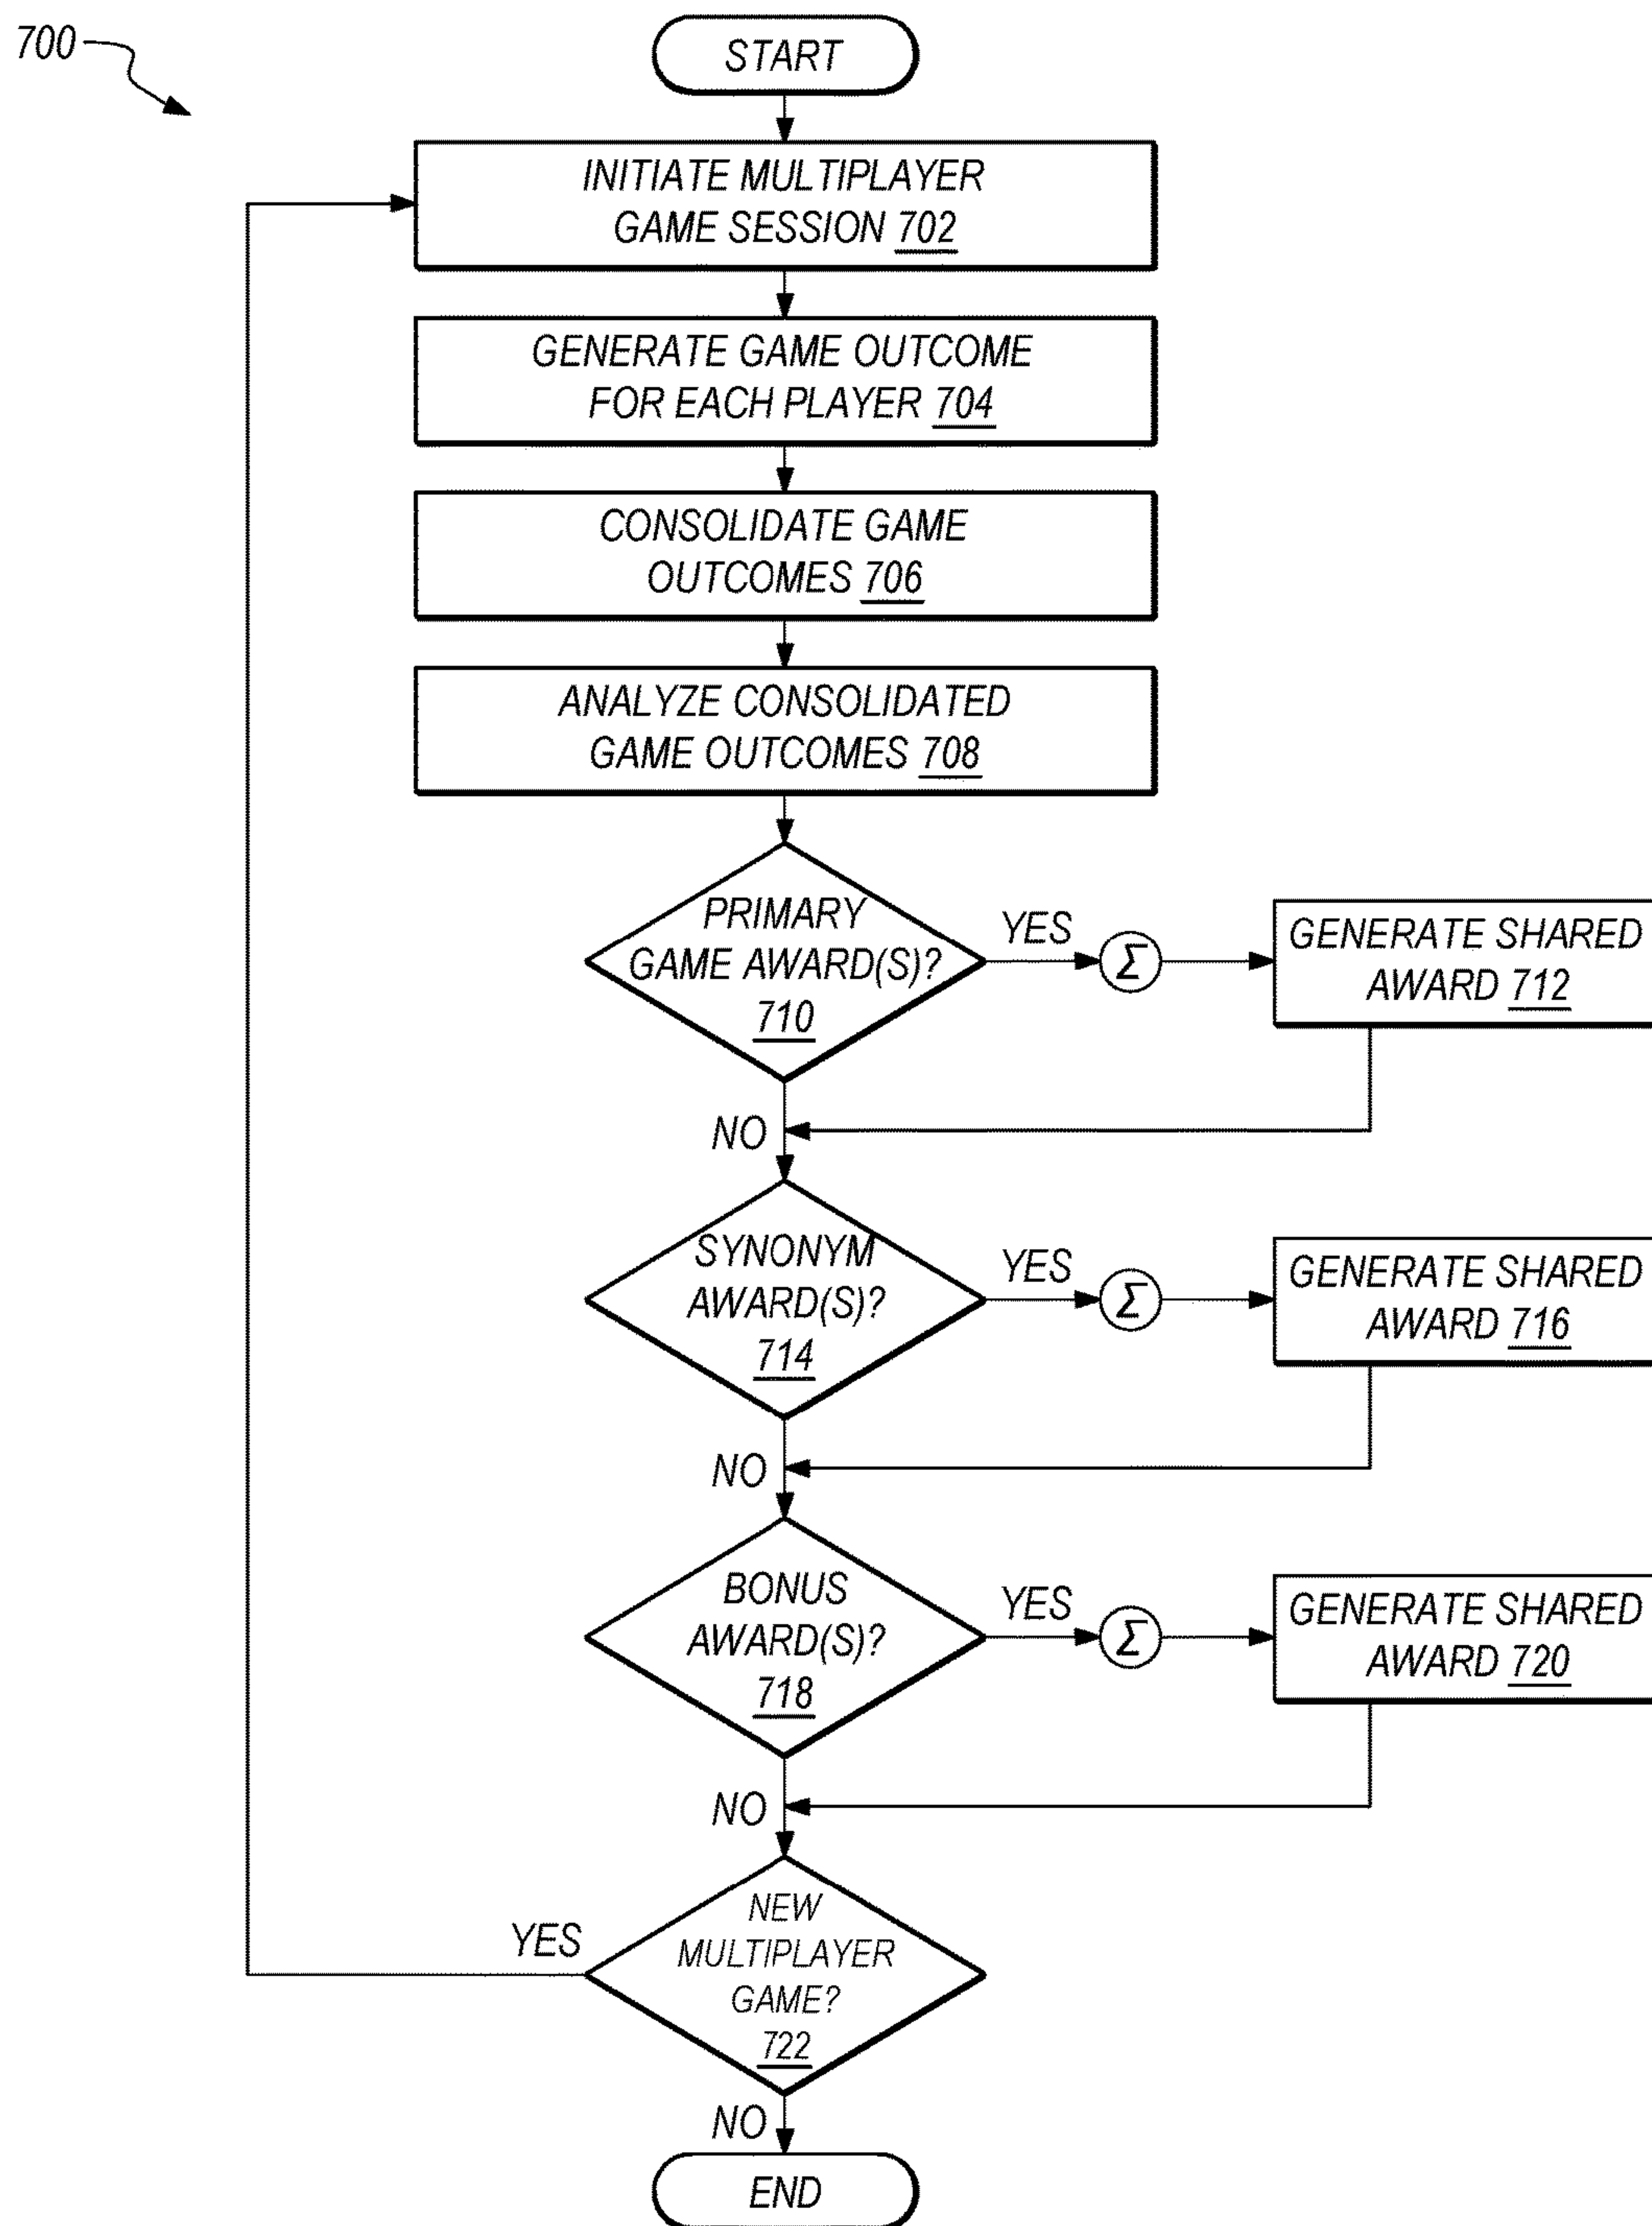 700
START
INITIATE MULTIPLAYER
GAME SESSION 702
GENERATE GAME OUTCOME
FOR EACH PLAYER 704
CONSOLIDATE GAME
OUTCOMES 706
ANALYZE CONSOLIDATED
GAME OUTCOMES 708
PRIMARY
GAME AWARD(S)?
710
YES
Σ
GENERATE SHARED
AWARD 712
NO
SYNONYM
AWARD(S)?
714
YES
Σ
GENERATE SHARED
AWARD 716
NO
BONUS
AWARD(S)?
718
YES
Σ
GENERATE SHARED
AWARD 720
NO
NEW
MULTIPLAYER
GAME?
722
YES
NO
END